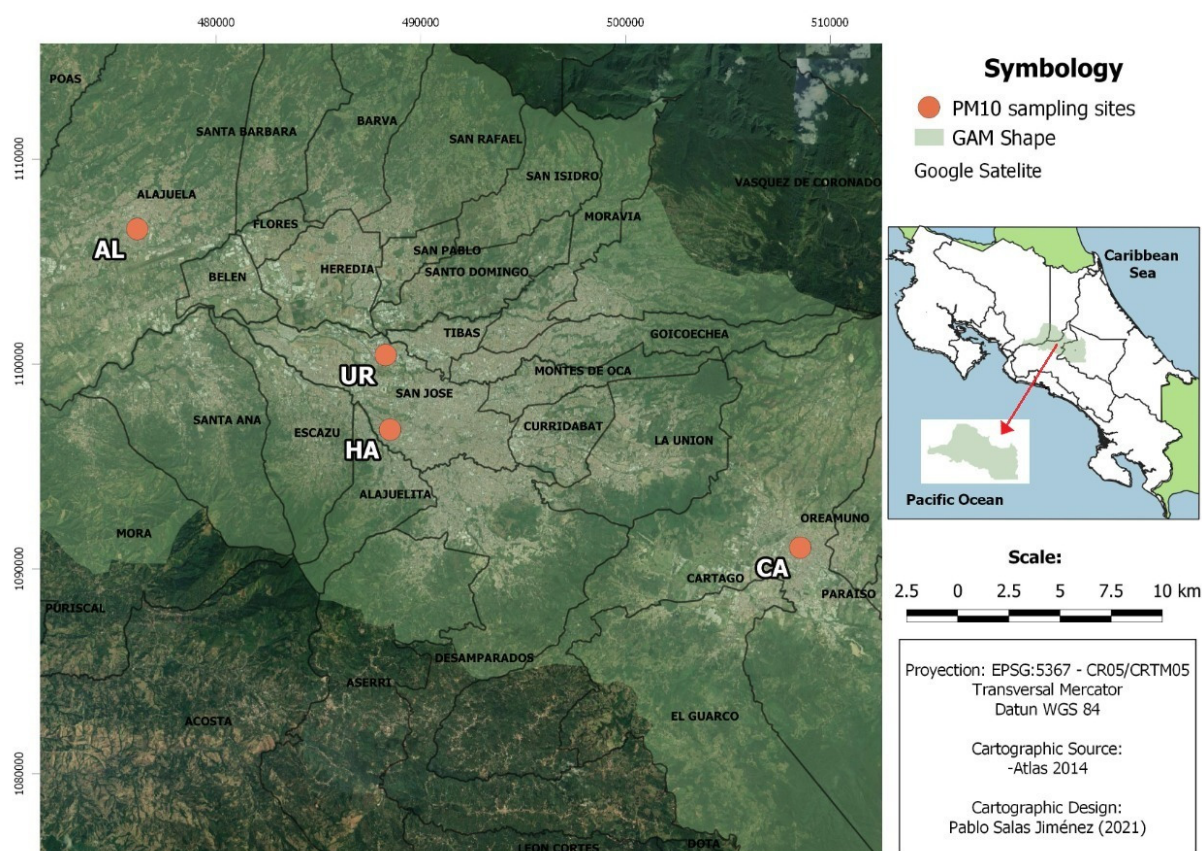 480000
490000
500000
510000
1110000
1100000
1090000
1080000
POAS
SANTA BARBARA
BARVA
SAN RAFAEL
SAN ISIDRO
VASQUEZ DE CORONADO
ALAJUELA
FLORES
MORAVIA
AL
BELEN
HEREDIA
SAN PABLO
SANTO DOMINGO
TIBAS
GOICOECHEA
UR
SAN JOSE
MONTES DE OCA
SANTA ANA
ESCAZU
HA
CURRIDABAT
LA UNION
ALAJUELITA
MORA
OREAMUNO
CA
CARTAGO
PARAISO
PURISCAL
DESAMPARADOS
ASERRI
ACOSTA
EL GUARCO
LEON CORTES
DOTA
Symbology
PM10 sampling sites
GAM Shape
Google Satelite
Caribbean
Sea
Pacific Ocean
Scale:
2.5 0 2.5 5 7.5 10 km
Proyection: EPSG:5367 - CR05/CRTM05
Transversal Mercator
Datun WGS 84
Cartographic Source:
-Atlas 2014
Cartographic Design:
Pablo Salas Jiménez (2021)